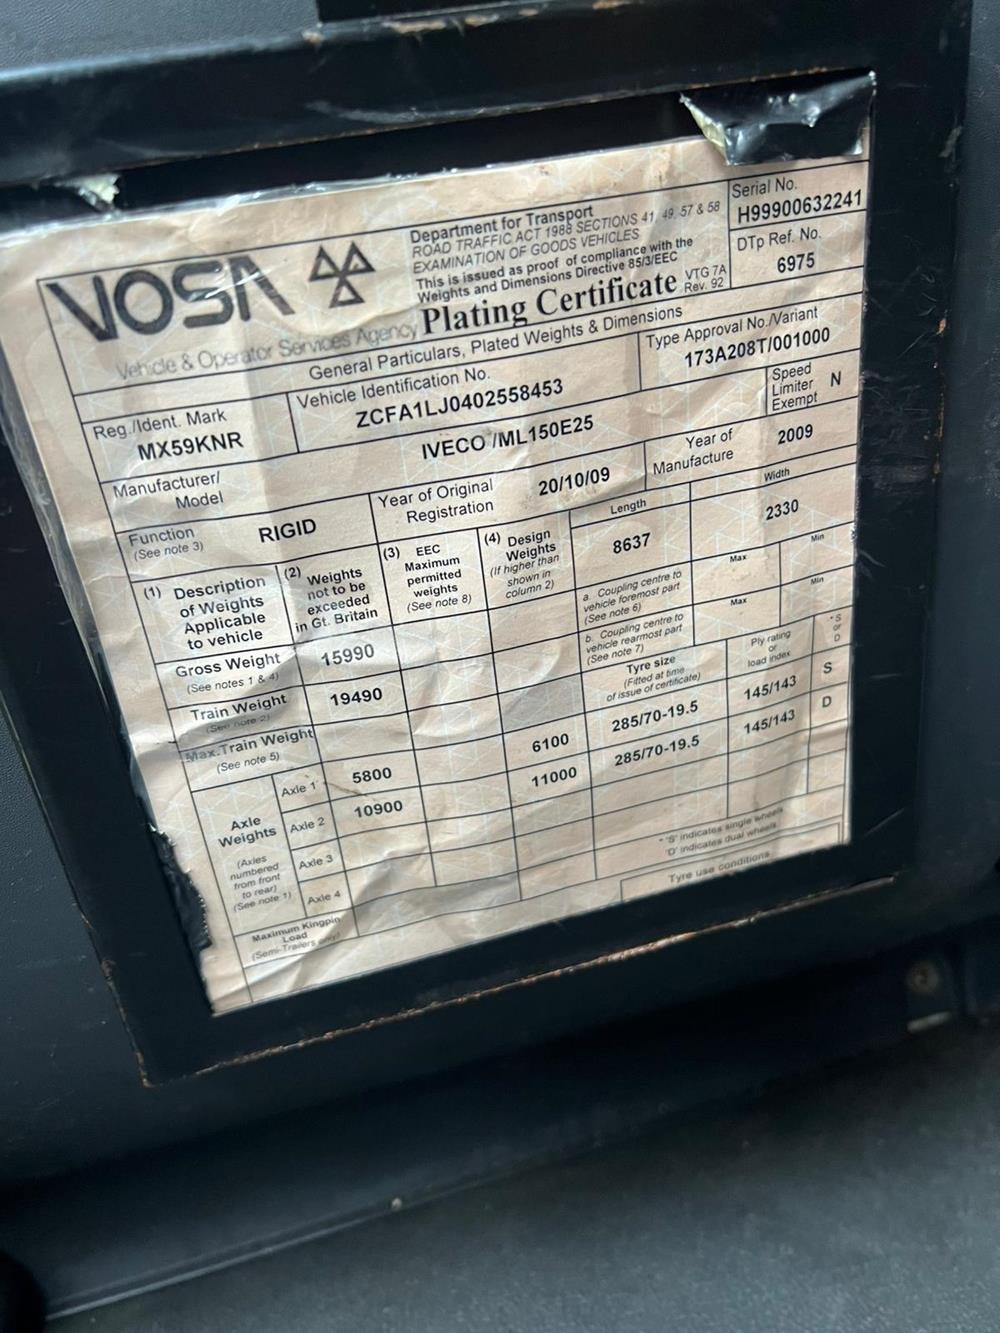 VOSA
Vehicle & Operator Services Agency
Department for Transport
ROAD TRAFFIC ACT 1988 SECTIONS 41, 49, 57 & 58
EXAMINATION OF GOODS VEHICLES
This is issued as proof of compliance with the
Weights and Dimensions Directive 85/3/EEC
Plating Certificate
VTG 7A
Rev. 92
Serial No.
H99900632241
DTp Ref. No.
6975
General Particulars, Plated Weights & Dimensions
Reg./Ident. Mark
MX59KNR
Vehicle Identification No.
ZCFA1LJ0402558453
Type Approval No./Variant
173A208T/001000
Manufacturer/
Model
IVECO /ML150E25
Speed
Limiter
Exempt
N
Function
(See note 3)
RIGID
Year of Original
Registration
20/10/09
Year of
Manufacture
2009
(1) Description
of Weights
Applicable
to vehicle
(2) Weights
not to be
exceeded
in Gt. Britain
(3) EEC
Maximum
permitted
weights
(See note 8)
(4) Design
Weights
(If higher than
shown in
column 2)
Length
8637
Width
2330
a. Coupling centre to
vehicle foremost part
(See note 6)
Max
Min
b. Coupling centre to
vehicle rearmost part
(See note 7)
Max
Min
Gross Weight
(See notes 1 & 4)
15990
Train Weight
(See note 2)
19490
Max.Train Weight
(See note 5)
Tyre size
(Fitted at time
of issue of certificate)
Ply rating
or
load index
* S
or
D
Axle
Weights
(Axles
numbered
from front
to rear)
(See note 1)
Axle 1
5800
6100
285/70-19.5
145/143
S
Axle 2
10900
11000
285/70-19.5
145/143
D
Axle 3
Axle 4
* 'S' indicates single wheels
'D' indicates dual wheels
Maximum Kingpin
Load
(Semi-Trailers only)
Tyre use conditions